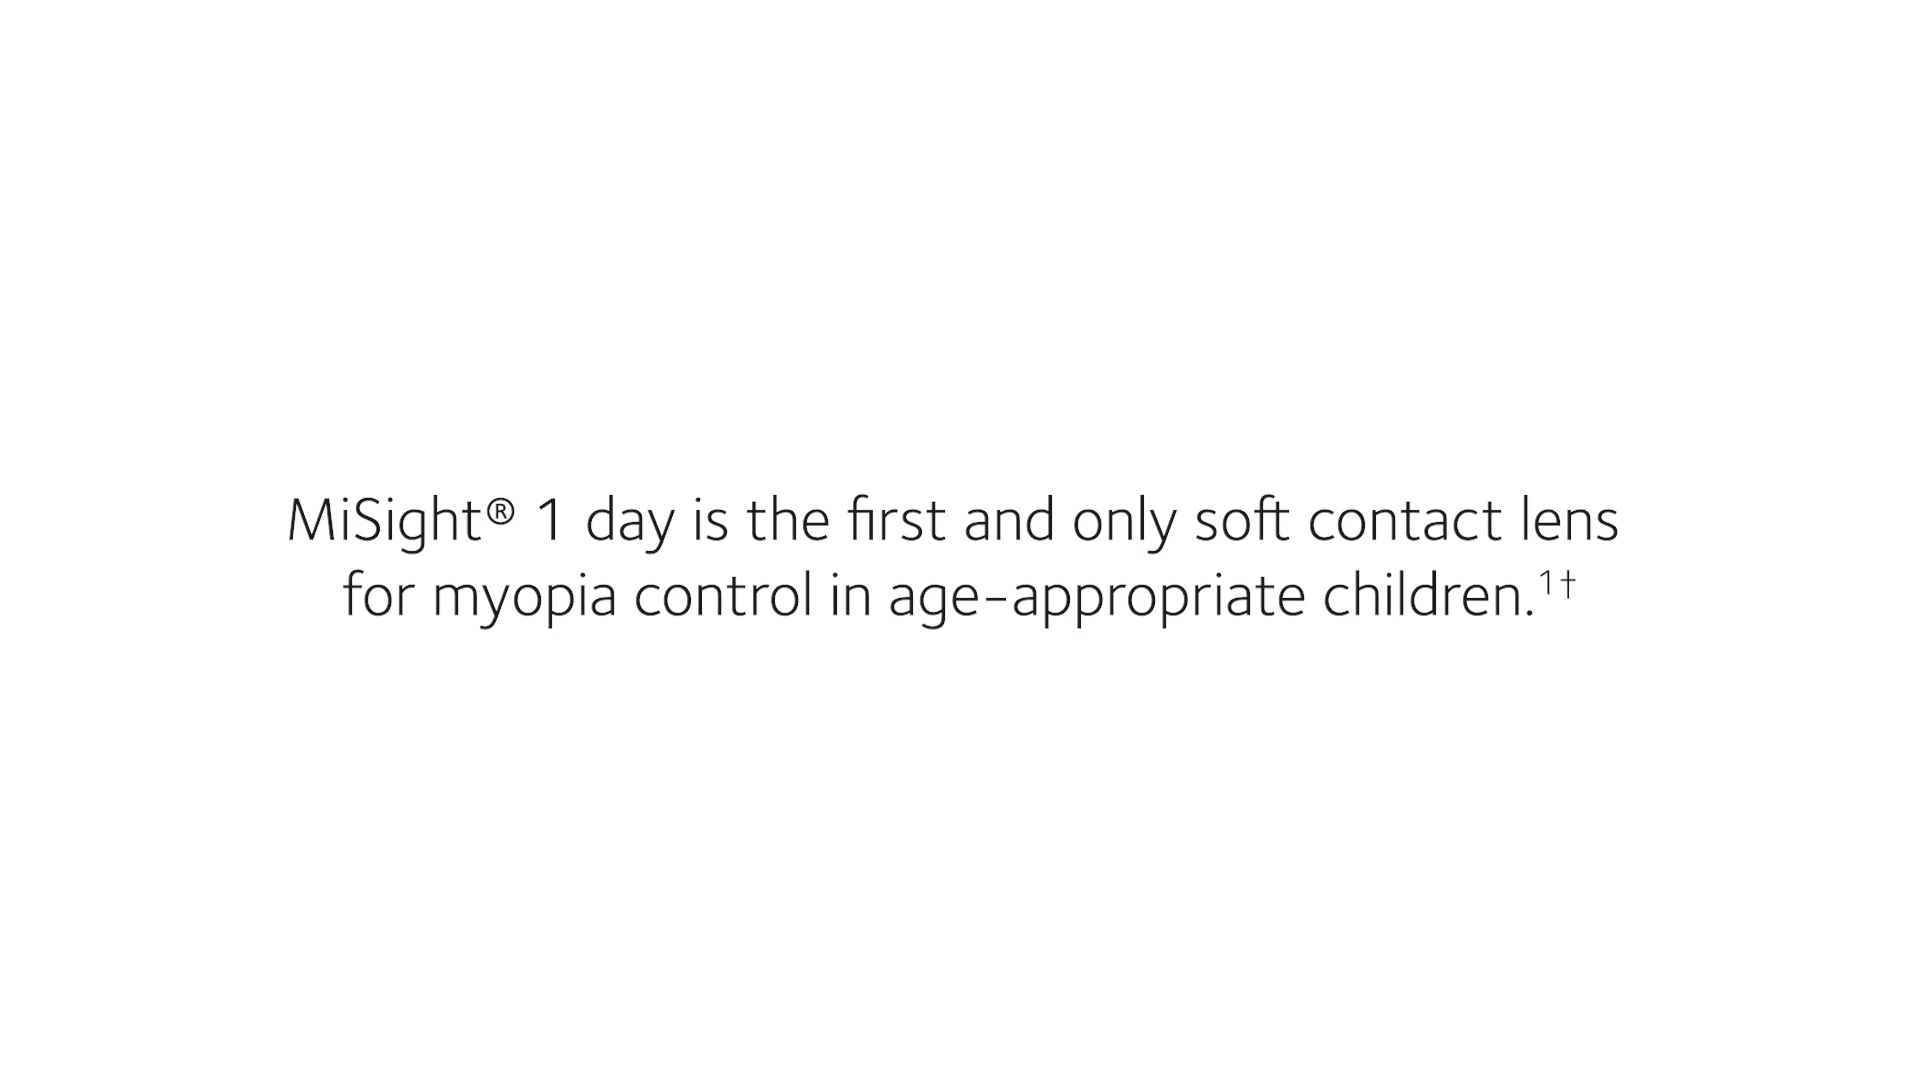 MiSight® 1 day is the first and only soft contact lens
for myopia control in age-appropriate children.¹†